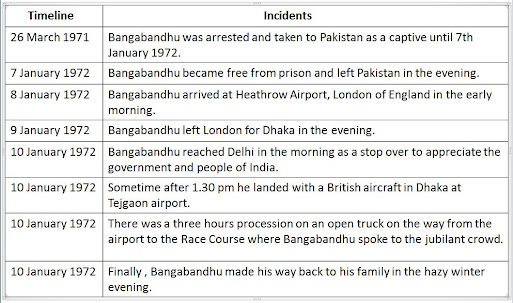 Timeline Incidents
26 March 1971 Bangabandhu was arrested and taken to Pakistan as a captive until 7th
January 1972.
7 January 1972 Bangabandhu became free from prison and left Pakistan in the evening.
8 January 1972 Bangabandhu arrived at Heathrow Airport, London of England in the early
morning.
9 January 1972 Bangabandhu left London for Dhaka in the evening.
10 January 1972 Bangabandhu reached Delhi in the morning as a stop over to appreciate the
government and people of India.
10 January 1972 Sometime after 1.30 pm he landed with a British aircraft in Dhaka at
Tejgaon airport.
10 January 1972 There was a three hours procession on an open truck on the way from the
airport to the Race Course where Bangabandhu spoke to the jubilant crowd.
10 January 1972 Finally , Bangabandhu made his way back to his family in the hazy winter
evening.